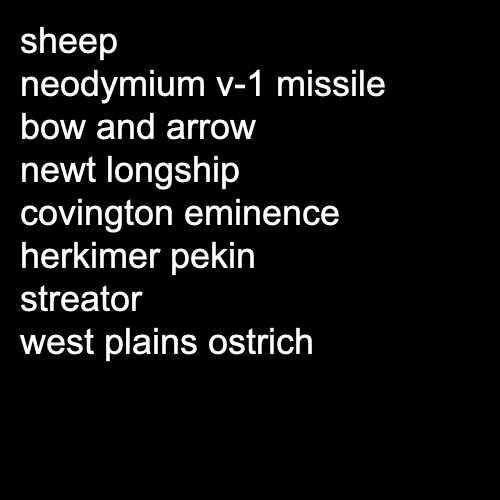 sheep
neodymium v-1 missile
bow and arrow
newt longship
covington eminence
herkimer pekin
streator
west plains ostrich